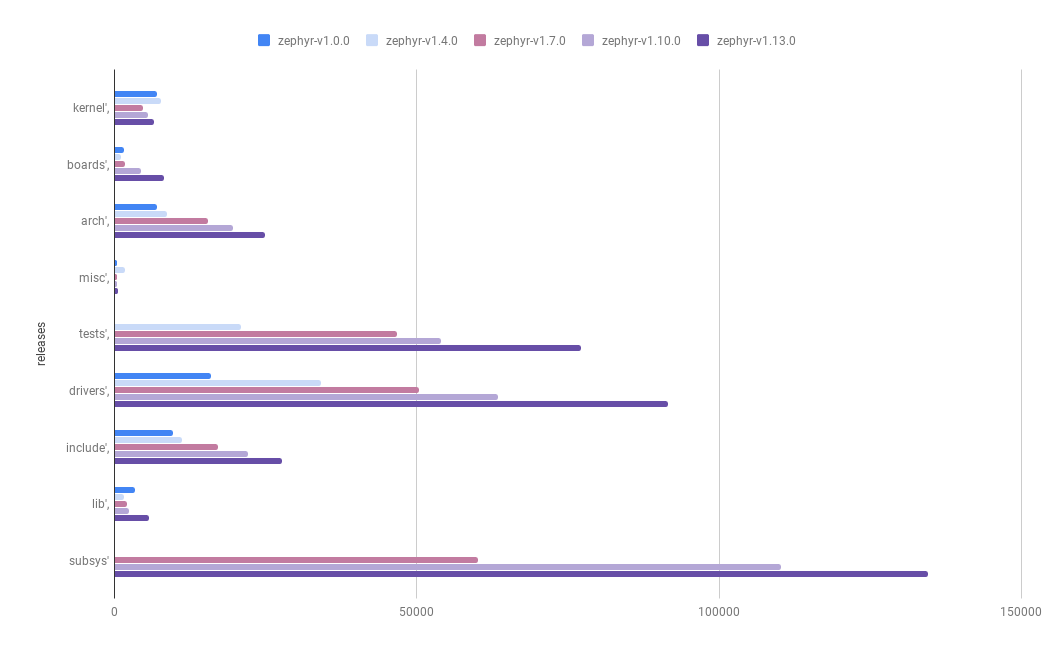 zephyr-v1.0.0 zephyr-v1.4.0 zephyr-v1.7.0 zephyr-v1.10.0 zephyr-v1.13.0
kernel',
boards',
arch',
misc',
tests',
releases
drivers',
include',
lib',
subsys'
0 50000 100000 150000